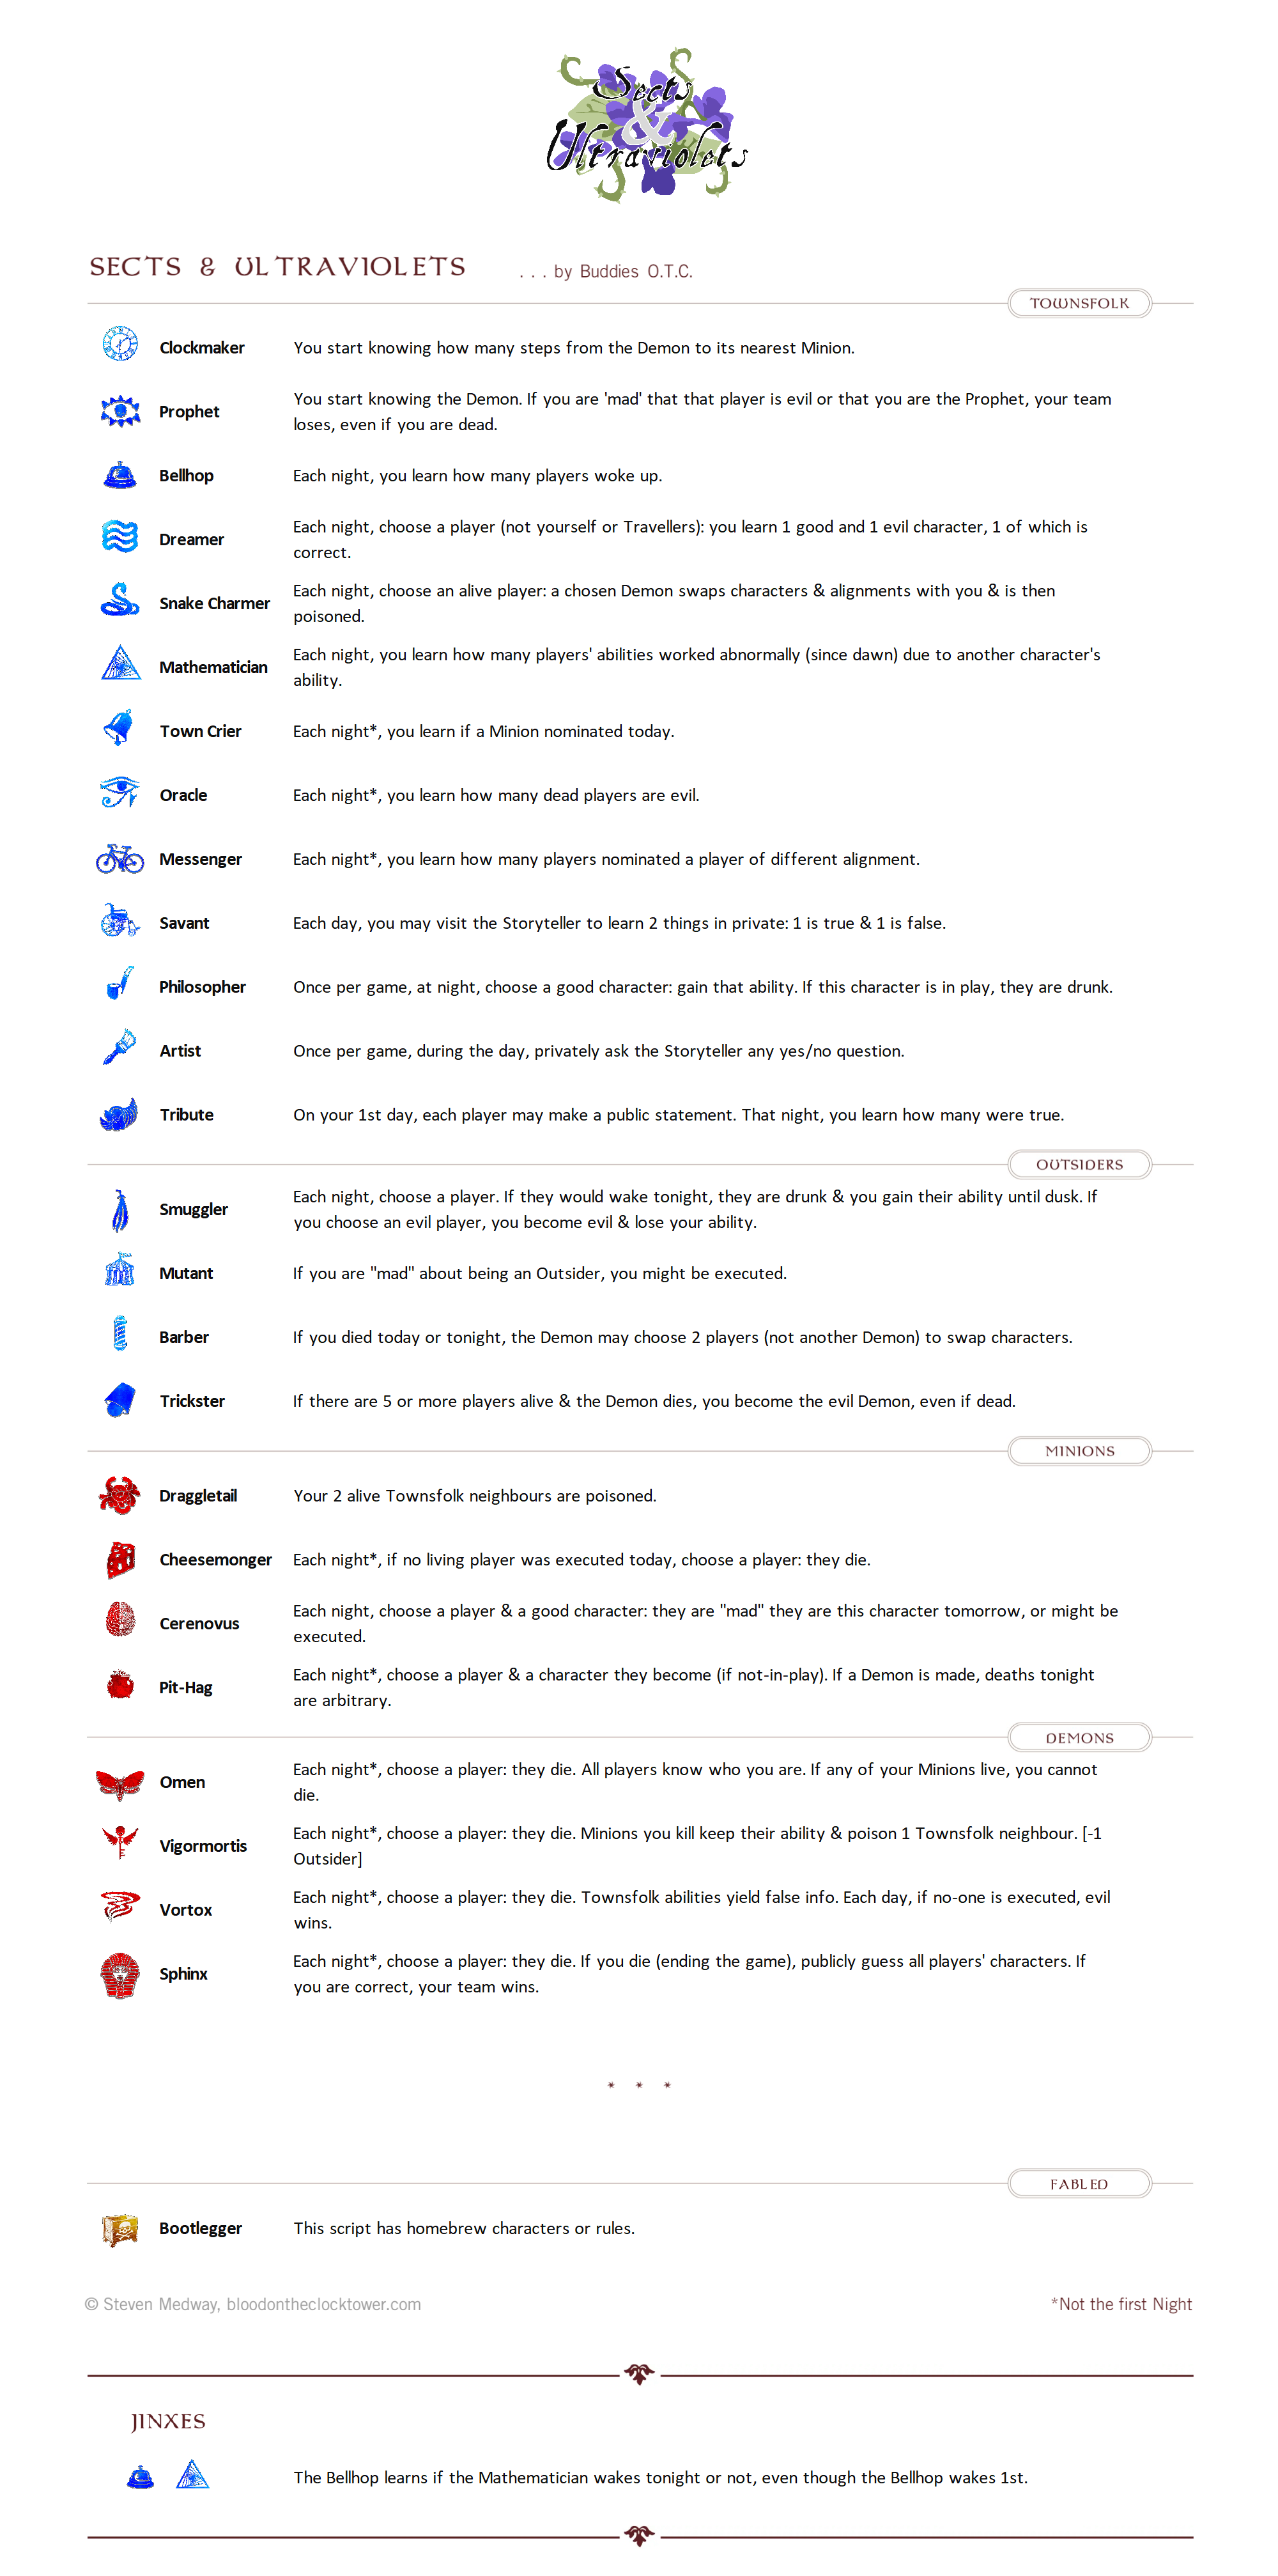 Sects
&
Ultraviolets
SECTS & ULTRAVIOLETS . . . by Buddies O.T.C.
TOWNSFOLK
Clockmaker You start knowing how many steps from the Demon to its nearest Minion.
Prophet You start knowing the Demon. If you are 'mad' that that player is evil or that you are the Prophet, your team
loses, even if you are dead.
Bellhop Each night, you learn how many players woke up.
Dreamer Each night, choose a player (not yourself or Travellers): you learn 1 good and 1 evil character, 1 of which is
correct.
Snake Charmer Each night, choose an alive player: a chosen Demon swaps characters & alignments with you & is then
poisoned.
Mathematician Each night, you learn how many players' abilities worked abnormally (since dawn) due to another character's
ability.
Town Crier Each night*, you learn if a Minion nominated today.
Oracle Each night*, you learn how many dead players are evil.
Messenger Each night*, you learn how many players nominated a player of different alignment.
Savant Each day, you may visit the Storyteller to learn 2 things in private: 1 is true & 1 is false.
Philosopher Once per game, at night, choose a good character: gain that ability. If this character is in play, they are drunk.
Artist Once per game, during the day, privately ask the Storyteller any yes/no question.
Tribute On your 1st day, each player may make a public statement. That night, you learn how many were true.
OUTSIDERS
Smuggler Each night, choose a player. If they would wake tonight, they are drunk & you gain their ability until dusk. If
you choose an evil player, you become evil & lose your ability.
Mutant If you are "mad" about being an Outsider, you might be executed.
Barber If you died today or tonight, the Demon may choose 2 players (not another Demon) to swap characters.
Trickster If there are 5 or more players alive & the Demon dies, you become the evil Demon, even if dead.
MINIONS
Draggletail Your 2 alive Townsfolk neighbours are poisoned.
Cheesemonger Each night*, if no living player was executed today, choose a player: they die.
Cerenovus Each night, choose a player & a good character: they are "mad" they are this character tomorrow, or might be
executed.
Pit-Hag Each night*, choose a player & a character they become (if not-in-play). If a Demon is made, deaths tonight
are arbitrary.
DEMONS
Omen Each night*, choose a player: they die. All players know who you are. If any of your Minions live, you cannot
die.
Vigormortis Each night*, choose a player: they die. Minions you kill keep their ability & poison 1 Townsfolk neighbour. [-1
Outsider]
Vortox Each night*, choose a player: they die. Townsfolk abilities yield false info. Each day, if no-one is executed, evil
wins.
Sphinx Each night*, choose a player: they die. If you die (ending the game), publicly guess all players' characters. If
you are correct, your team wins.
* * *
FABLED
Bootlegger This script has homebrew characters or rules.
© Steven Medway, bloodontheclocktower.com *Not the first Night
JINXES
The Bellhop learns if the Mathematician wakes tonight or not, even though the Bellhop wakes 1st.